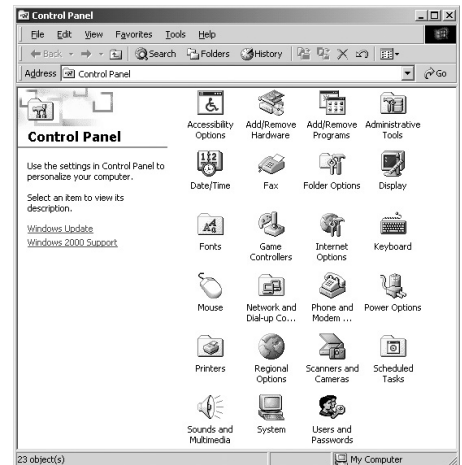 Control Panel
File Edit View Favorites Tools Help
Back Search Folders History
Address Control Panel Go
Control Panel
Use the settings in Control Panel to
personalize your computer.
Select an item to view its
description.
Windows Update
Windows 2000 Support
Accessibility
Options
Add/Remove
Hardware
Add/Remove
Programs
Administrative
Tools
Date/Time
Fax
Folder Options
Display
Fonts
Game
Controllers
Internet
Options
Keyboard
Mouse
Network and
Dial-up Co...
Phone and
Modem ...
Power Options
Printers
Regional
Options
Scanners and
Cameras
Scheduled
Tasks
Sounds and
Multimedia
System
Users and
Passwords
23 object(s) My Computer